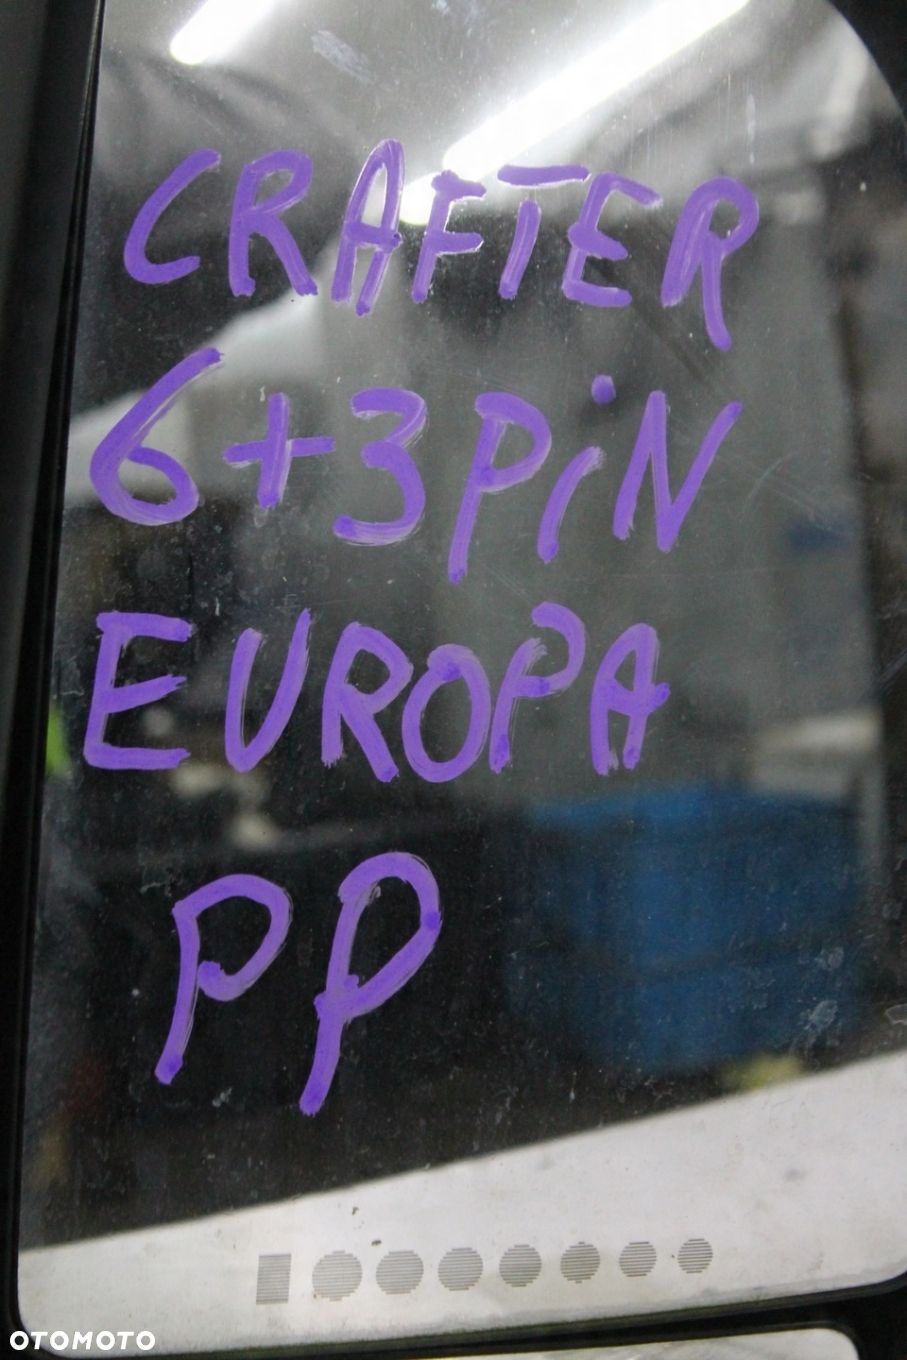 CRAFTER
6+3PiN
EUROPA
PP
OTOMOTO